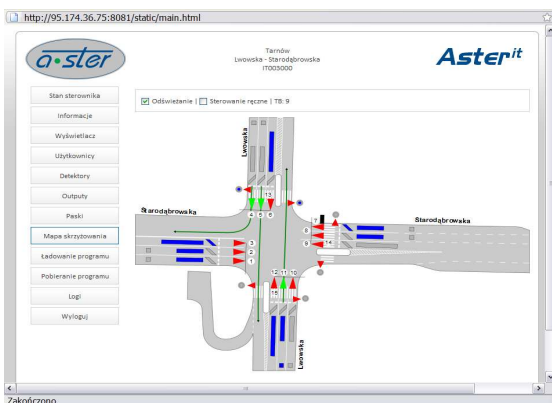 http://95.174.36.75:8081/static/main.html
a·ster
Tarnów
Lwowska - Starodąbrowska
IT005000
Asterit
Stan sterownika
Informacje
Wyświetlacz
Użytkownicy
Detektory
Outputy
Paski
Mapa skrzyżowania
Ładowanie programu
Pobieranie programu
Logi
Wyloguj
Odświeżanie | Sterowanie ręczne | TB: 9
Lwowska
13
4 5 6
Starodąbrowska
7
Starodąbrowska
8
3
14
9
2
1
12 11 10
15
Lwowska
Zakończono